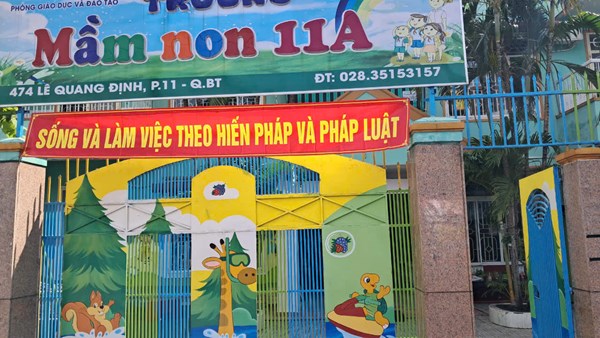 PHÒNG GIÁO DỤC VÀ ĐÀO TẠO
TRƯỜNG
Mầm non 11A
474 LÊ QUANG ĐỊNH, P.11 - Q.BT
ĐT: 028.35153157
SỐNG VÀ LÀM VIỆC THEO HIẾN PHÁP VÀ PHÁP LUẬT